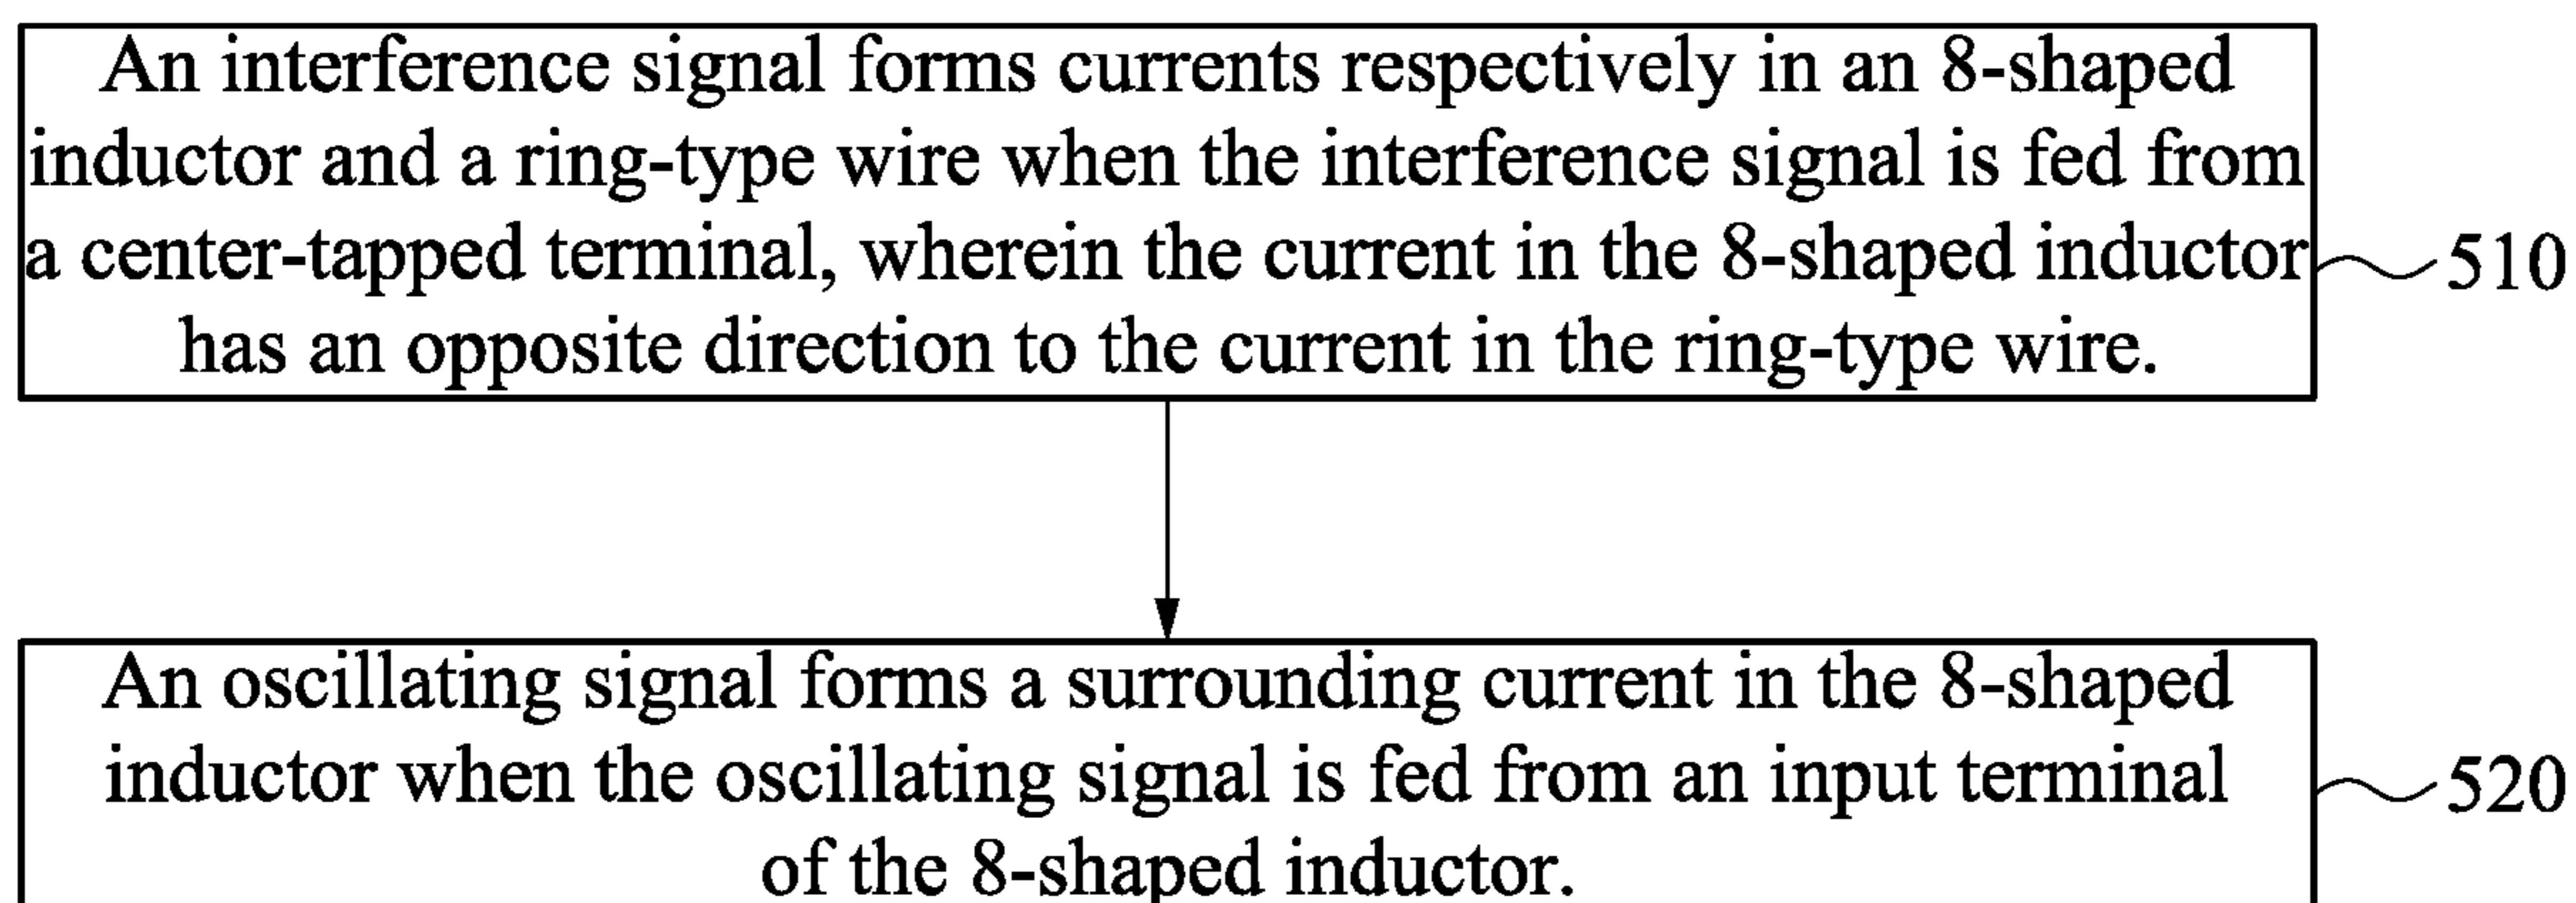 An interference signal forms currents respectively in an 8-shaped
inductor and a ring-type wire when the interference signal is fed from
a center-tapped terminal, wherein the current in the 8-shaped inductor
has an opposite direction to the current in the ring-type wire.
510
An oscillating signal forms a surrounding current in the 8-shaped
inductor when the oscillating signal is fed from an input terminal
of the 8-shaped inductor.
520